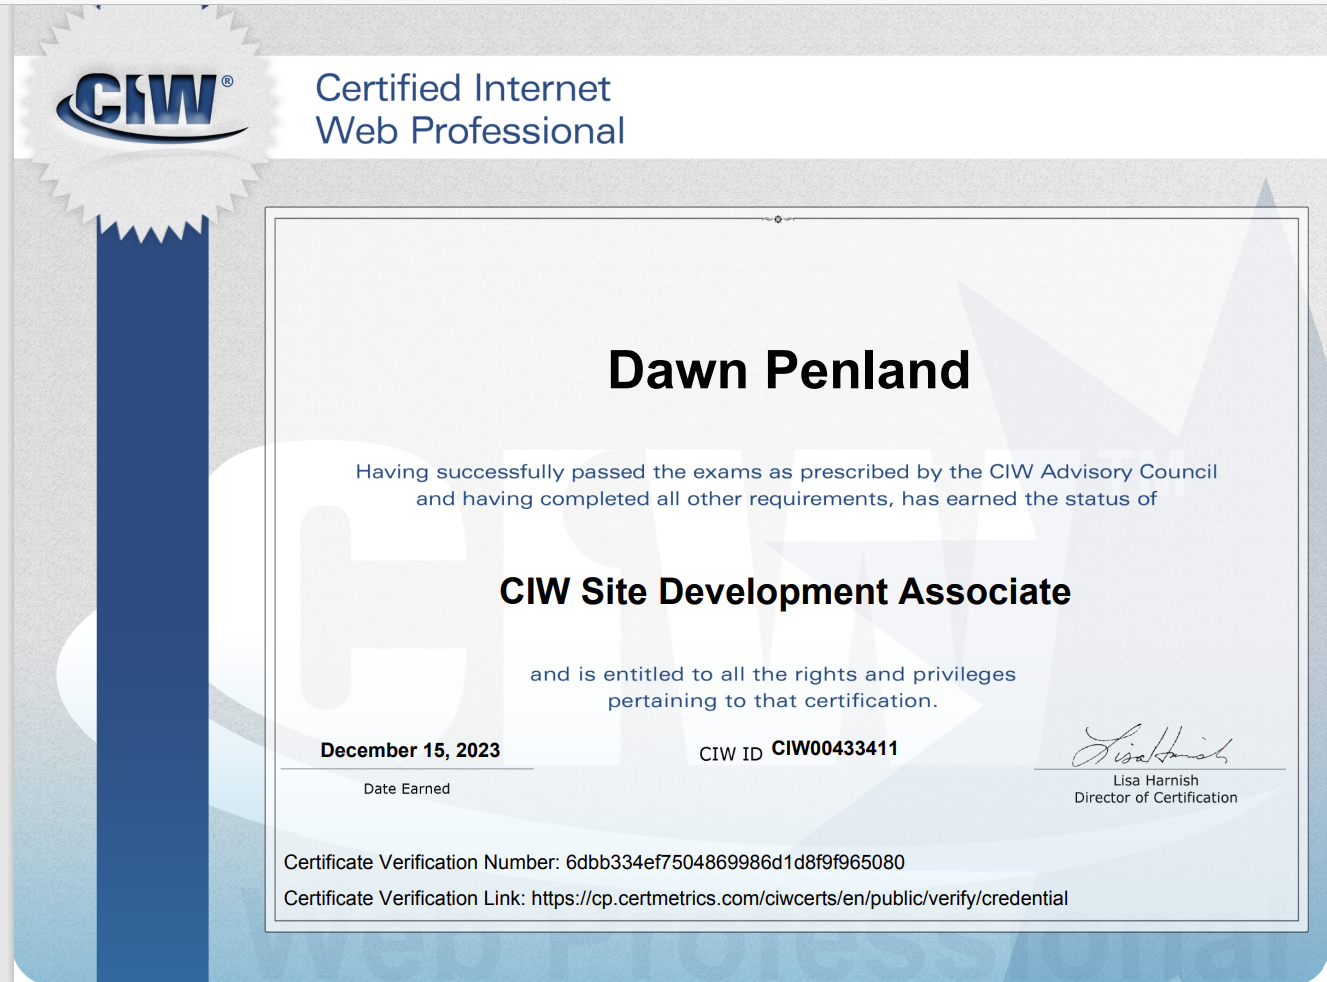 CIW®
Certified Internet
Web Professional
Dawn Penland
Having successfully passed the exams as prescribed by the CIW Advisory Council
and having completed all other requirements, has earned the status of
CIW Site Development Associate
and is entitled to all the rights and privileges
pertaining to that certification.
December 15, 2023
Date Earned
CIW ID CIW00433411
Lisa Harnish
Lisa Harnish
Director of Certification
Certificate Verification Number: 6dbb334ef7504869986d1d8f9f965080
Certificate Verification Link: https://cp.certmetrics.com/ciwcerts/en/public/verify/credential
CIW™
Web Professional